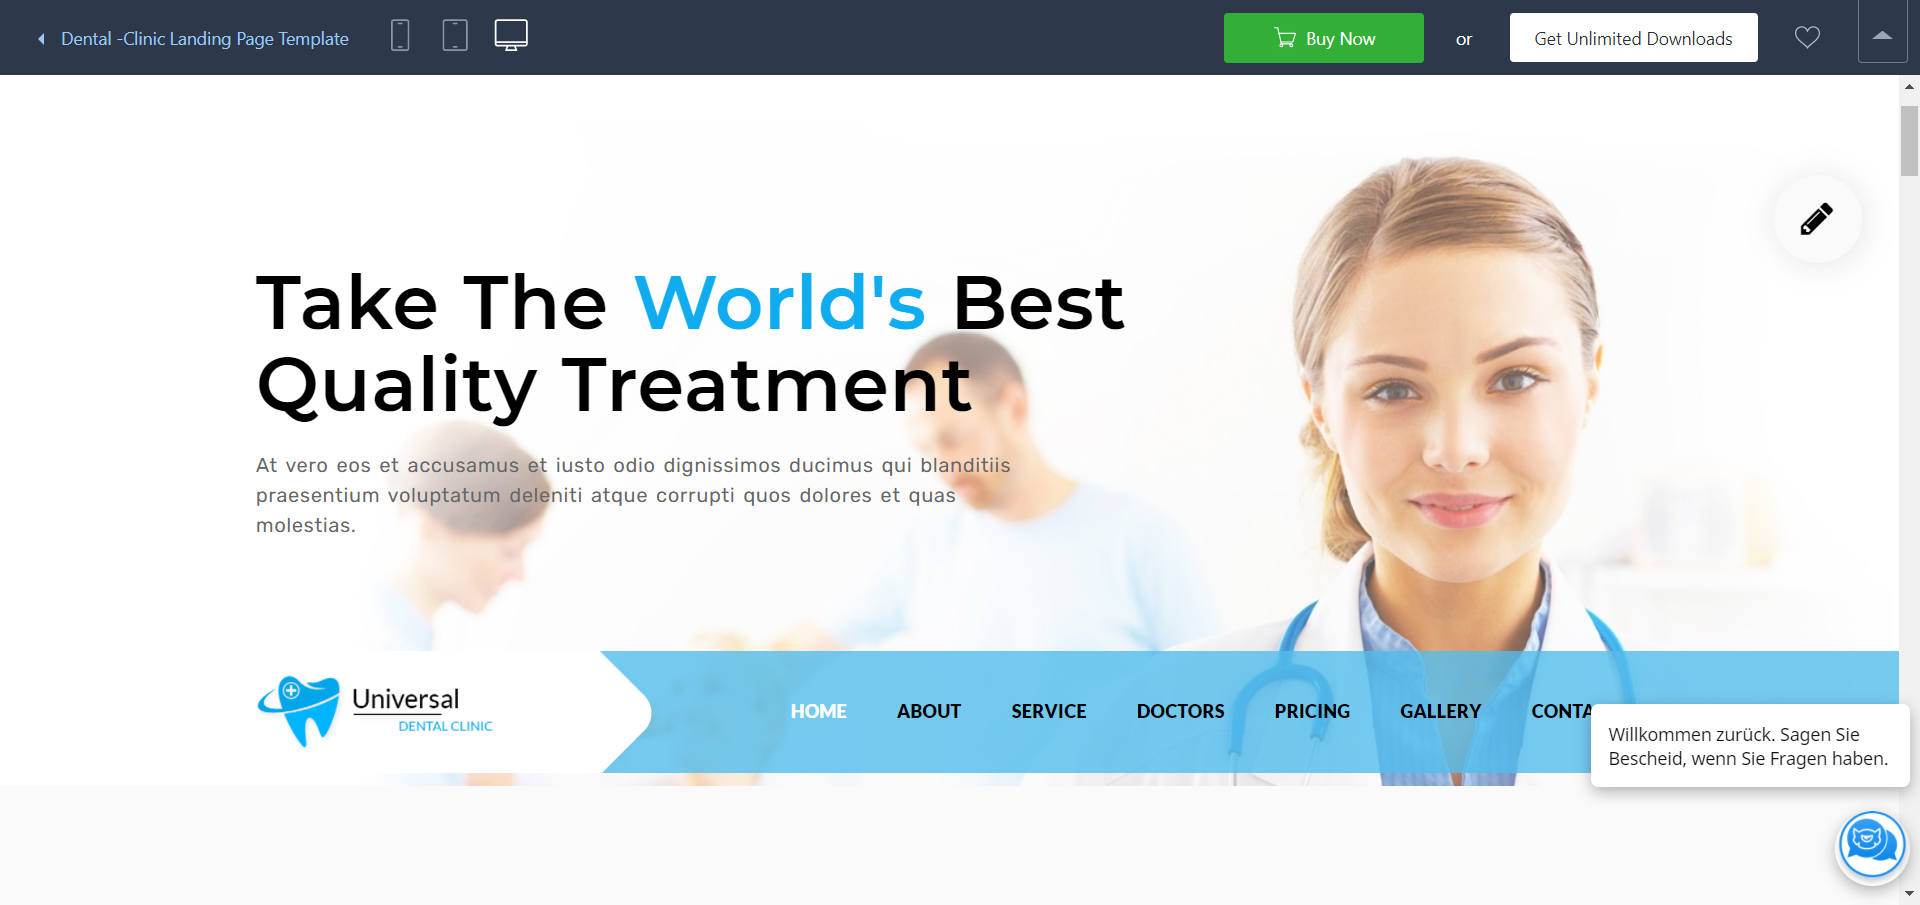 Dental -Clinic Landing Page Template
Buy Now
or
Get Unlimited Downloads
Take The World's Best
Quality Treatment
At vero eos et accusamus et iusto odio dignissimos ducimus qui blanditiis
praesentium voluptatum deleniti atque corrupti quos dolores et quas
molestias.
Universal
DENTAL CLINIC
HOME ABOUT SERVICE DOCTORS PRICING GALLERY CONTA
Willkommen zurück. Sagen Sie
Bescheid, wenn Sie Fragen haben.